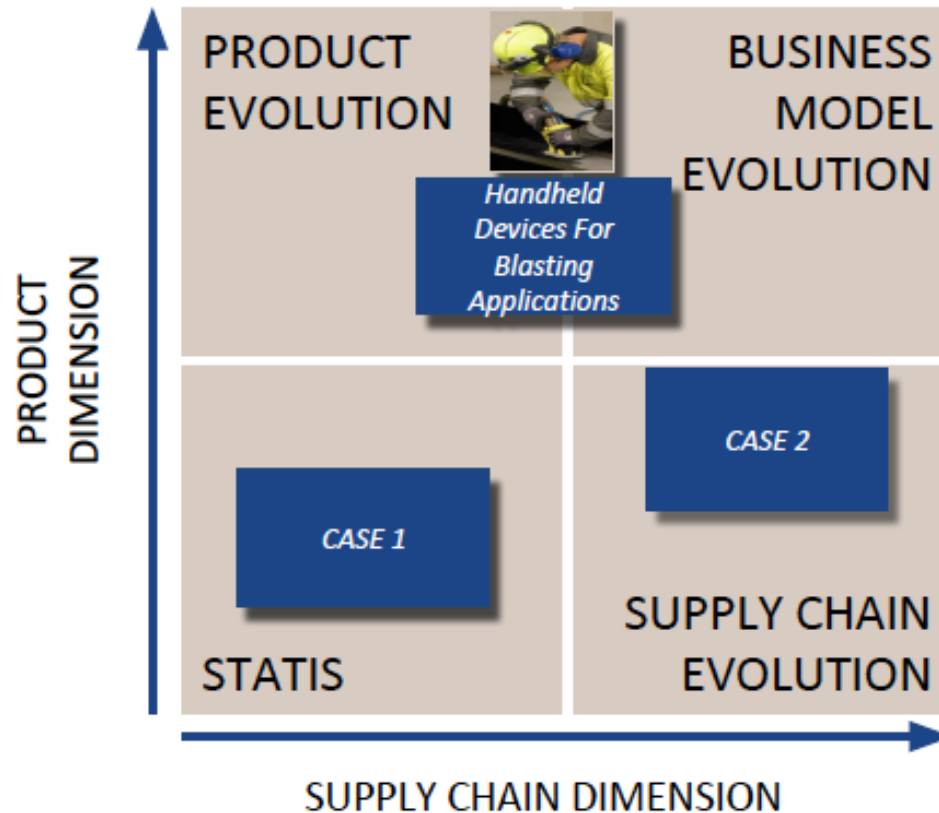 PRODUCT
EVOLUTION
BUSINESS
MODEL
EVOLUTION
Handheld
Devices For
Blasting
Applications
PRODUCT
DIMENSION
CASE 1
CASE 2
STATIS
SUPPLY CHAIN
EVOLUTION
SUPPLY CHAIN DIMENSION